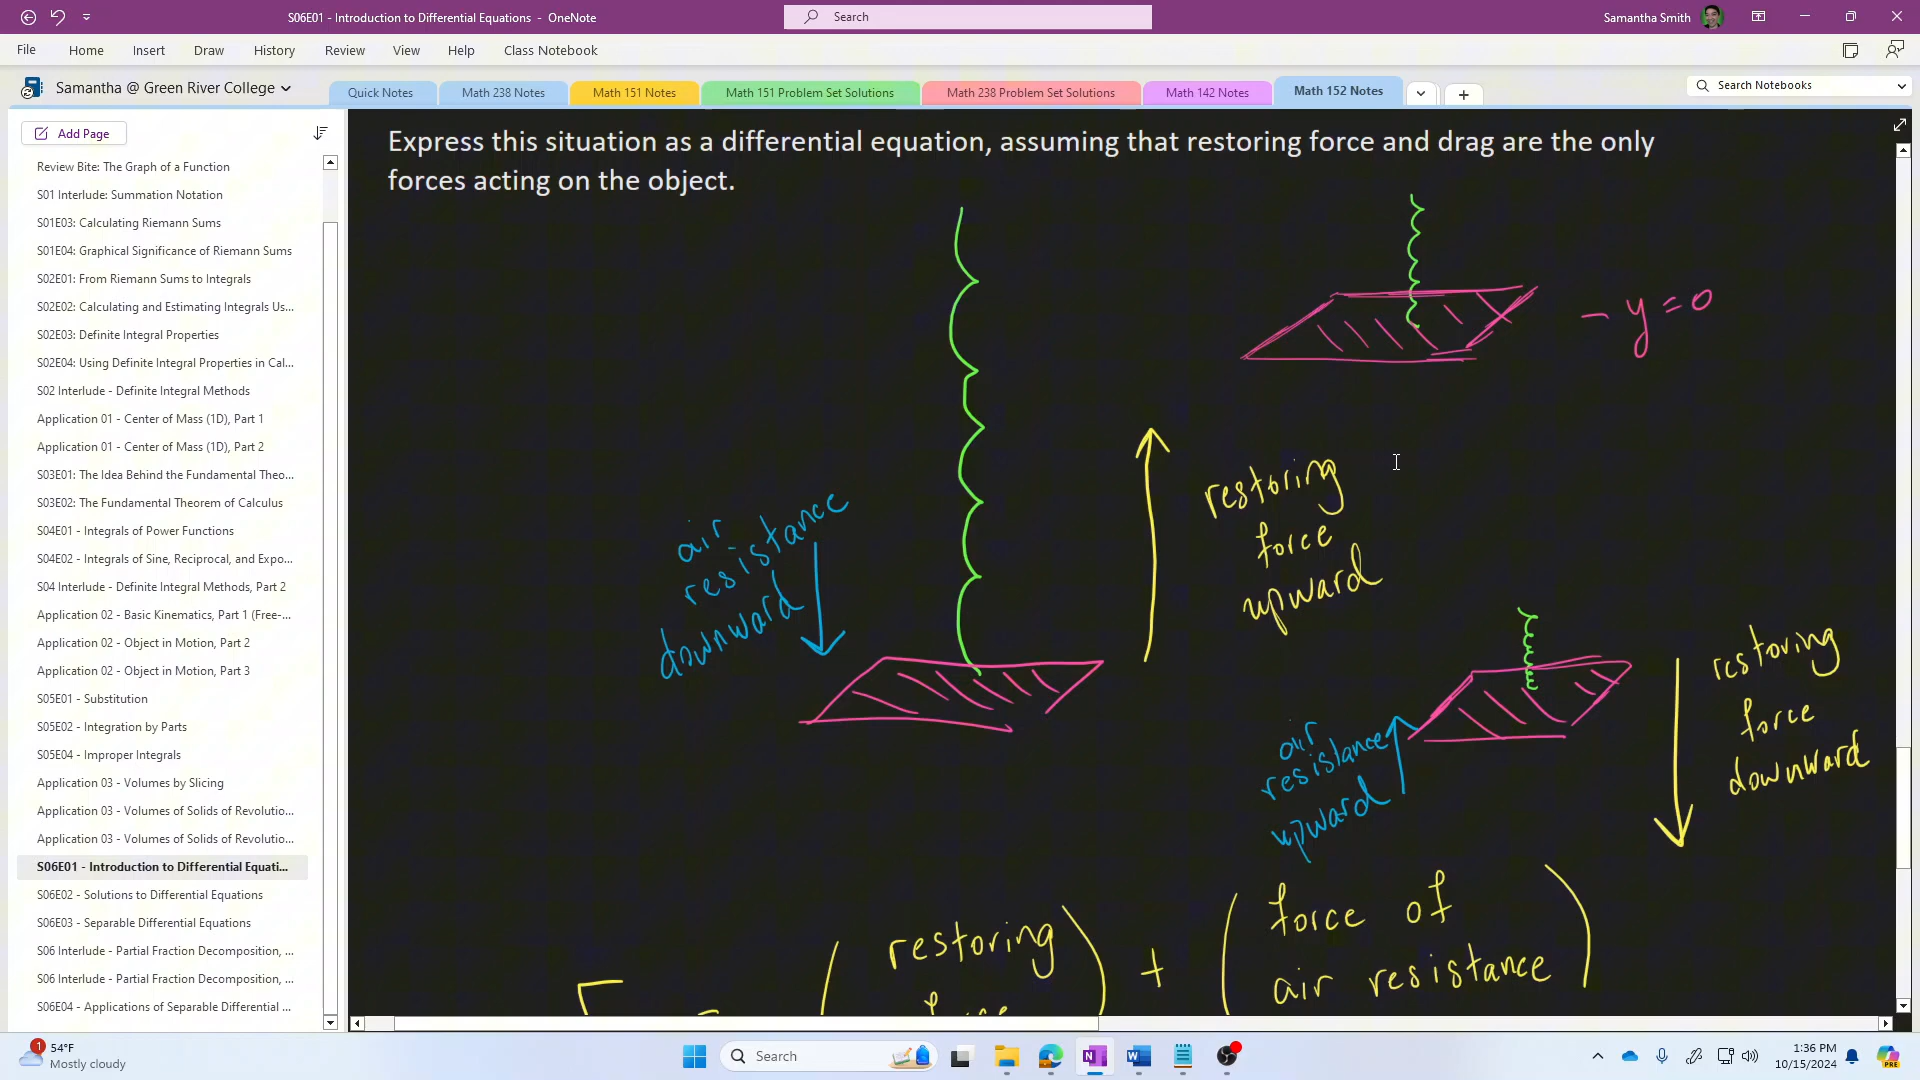 S06E01 - Introduction to Differential Equations - OneNote
Search
Samantha Smith
File Home Insert Draw History Review View Help Class Notebook
Samantha @ Green River College
Quick Notes
Math 238 Notes
Math 151 Notes
Math 151 Problem Set Solutions
Math 238 Problem Set Solutions
Math 142 Notes
Math 152 Notes
Search Notebooks
Add Page
Review Bite: The Graph of a Function
S01 Interlude: Summation Notation
S01E03: Calculating Riemann Sums
S01E04: Graphical Significance of Riemann Sums
S02E01: From Riemann Sums to Integrals
S02E02: Calculating and Estimating Integrals Us...
S02E03: Definite Integral Properties
S02E04: Using Definite Integral Properties in Cal...
S02 Interlude - Definite Integral Methods
Application 01 - Center of Mass (1D), Part 1
Application 01 - Center of Mass (1D), Part 2
S03E01: The Idea Behind the Fundamental Theo...
S03E02: The Fundamental Theorem of Calculus
S04E01 - Integrals of Power Functions
S04E02 - Integrals of Sine, Reciprocal, and Expo...
S04 Interlude - Definite Integral Methods, Part 2
Application 02 - Basic Kinematics, Part 1 (Free-...
Application 02 - Object in Motion, Part 2
Application 02 - Object in Motion, Part 3
S05E01 - Substitution
S05E02 - Integration by Parts
S05E04 - Improper Integrals
Application 03 - Volumes by Slicing
Application 03 - Volumes of Solids of Revolutio...
Application 03 - Volumes of Solids of Revolutio...
S06E01 - Introduction to Differential Equati...
S06E02 - Solutions to Differential Equations
S06E03 - Separable Differential Equations
S06 Interlude - Partial Fraction Decomposition, ...
S06 Interlude - Partial Fraction Decomposition, ...
S06E04 - Applications of Separable Differential ...
Express this situation as a differential equation, assuming that restoring force and drag are the only
forces acting on the object.
- y = 0
air
resistance
downward
restoring
force
upward
air
resistance
upward
restoring
force
downward
restoring
+
force of
air resistance
1
54°F
Mostly cloudy
Search
1:36 PM
10/15/2024